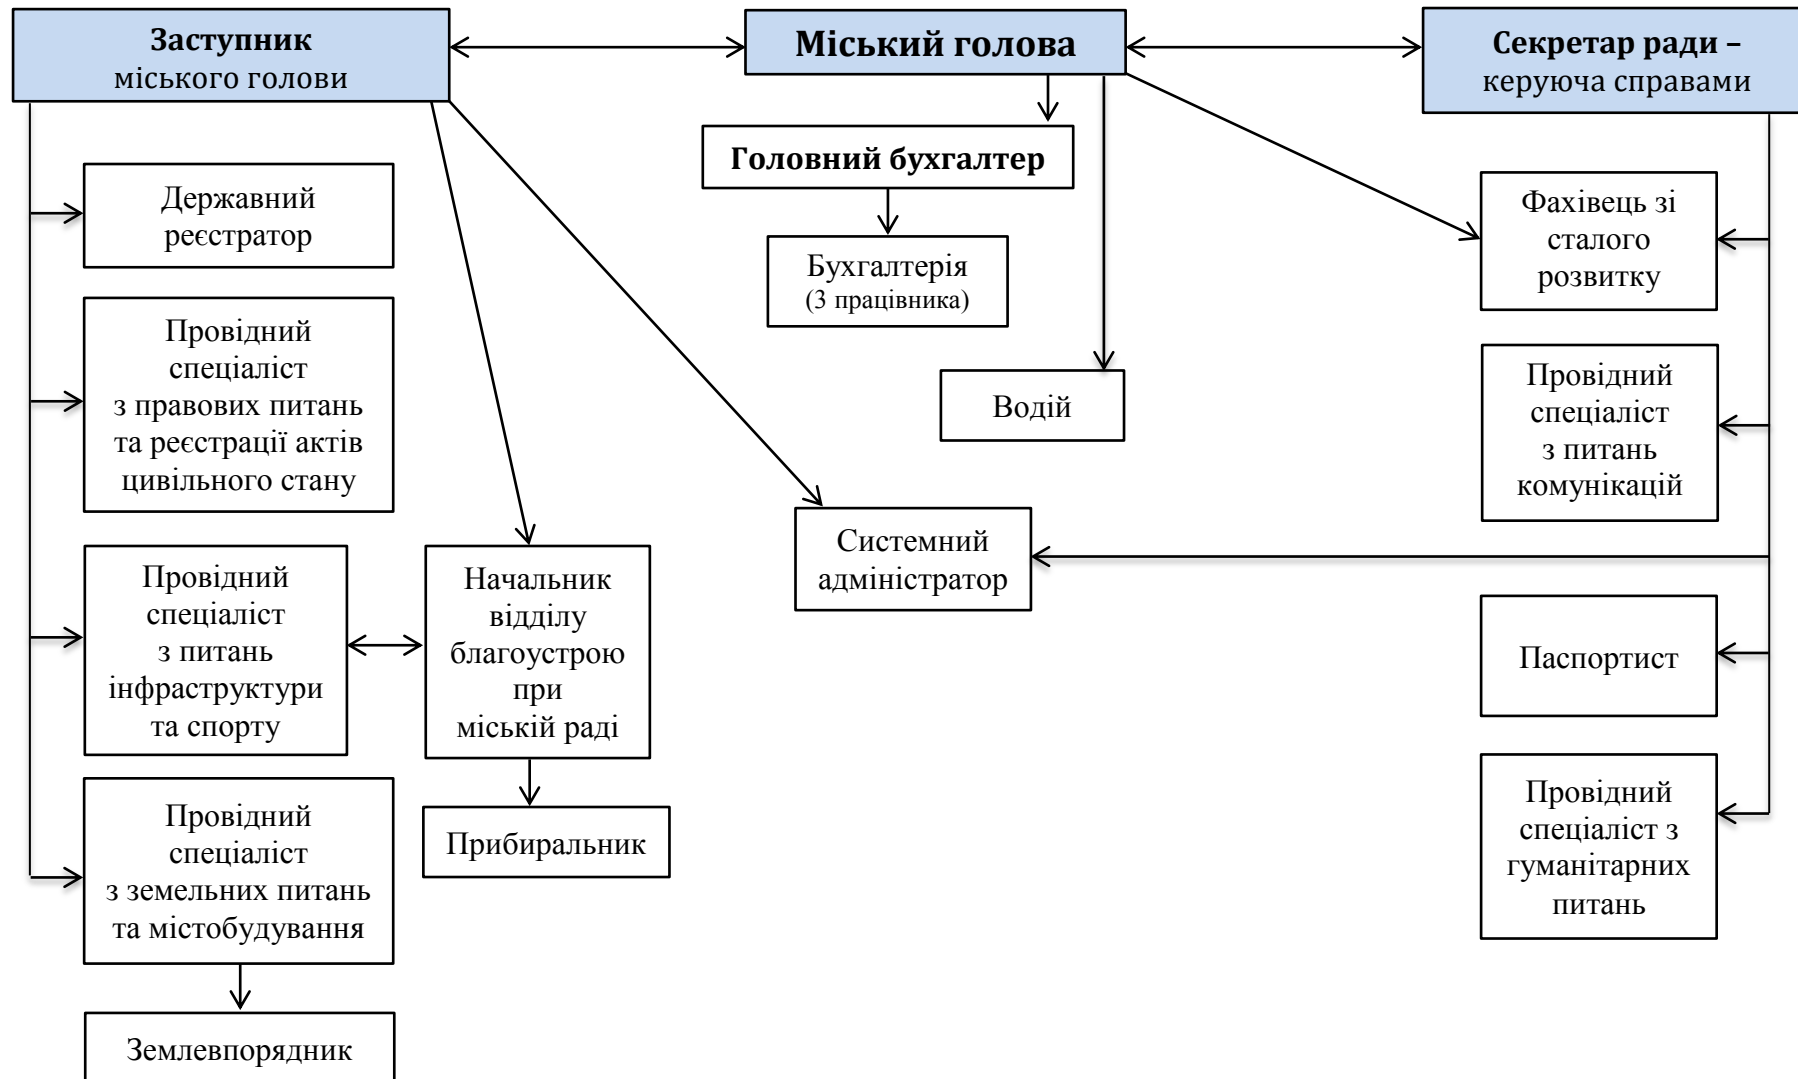 Заступник
міського голови
Міський голова
Секретар ради –
керуюча справами
Головний бухгалтер
Бухгалтерія
(3 працівника)
Водій
Державний
реєстратор
Провідний
спеціаліст
з правових питань
та реєстрації актів
цивільного стану
Провідний
спеціаліст
з питань
інфраструктури
та спорту
Начальник
відділу
благоустрою
при
міській раді
Прибиральник
Провідний
спеціаліст
з земельних питань
та містобудування
Землевпорядник
Системний
адміністратор
Фахівець зі
сталого
розвитку
Провідний
спеціаліст
з питань
комунікацій
Паспортист
Провідний
спеціаліст з
гуманітарних
питань